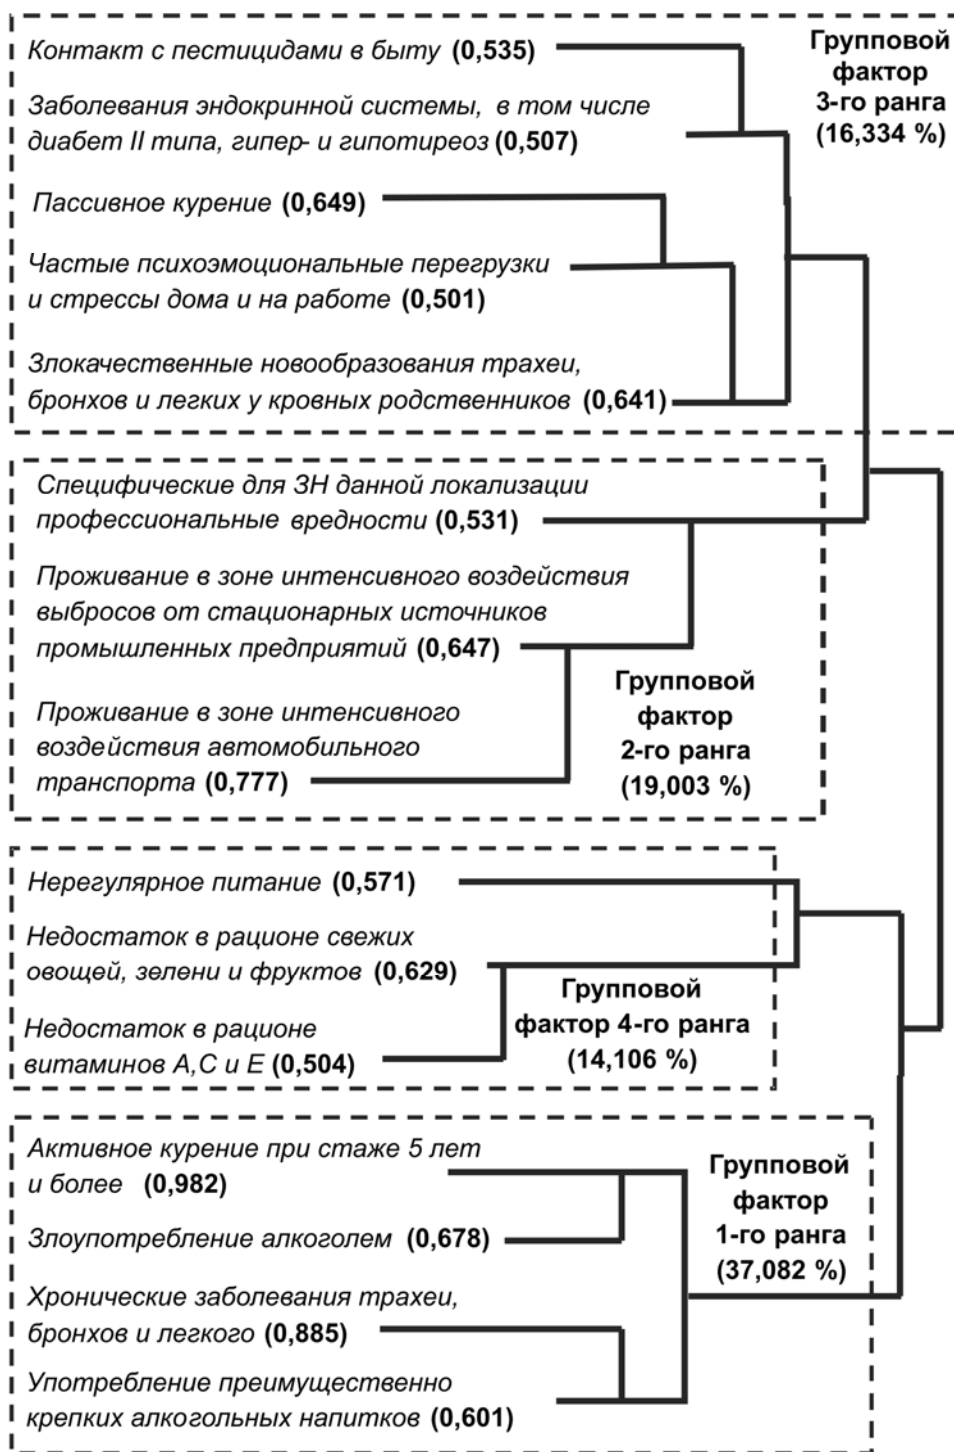 Контакт с пестицидами в быту (0,535)
Групповой
фактор
3-го ранга
(16,334 %)
Заболевания эндокринной системы, в том числе
диабет II типа, гипер- и гипотиреоз (0,507)
Пассивное курение (0,649)
Частые психоэмоциональные перегрузки
и стрессы дома и на работе (0,501)
Злокачественные новообразования трахеи,
бронхов и легких у кровных родственников (0,641)
Специфические для ЗН данной локализации
профессиональные вредности (0,531)
Проживание в зоне интенсивного воздействия
выбросов от стационарных источников
промышленных предприятий (0,647)
Групповой
фактор
2-го ранга
(19,003 %)
Проживание в зоне интенсивного
воздействия автомобильного
транспорта (0,777)
Нерегулярное питание (0,571)
Недостаток в рационе свежих
овощей, зелени и фруктов (0,629)
Групповой
фактор 4-го ранга
(14,106 %)
Недостаток в рационе
витаминов А,С и Е (0,504)
Активное курение при стаже 5 лет
и более (0,982)
Групповой
фактор
1-го ранга
(37,082 %)
Злоупотребление алкоголем (0,678)
Хронические заболевания трахеи,
бронхов и легкого (0,885)
Употребление преимущественно
крепких алкогольных напитков (0,601)